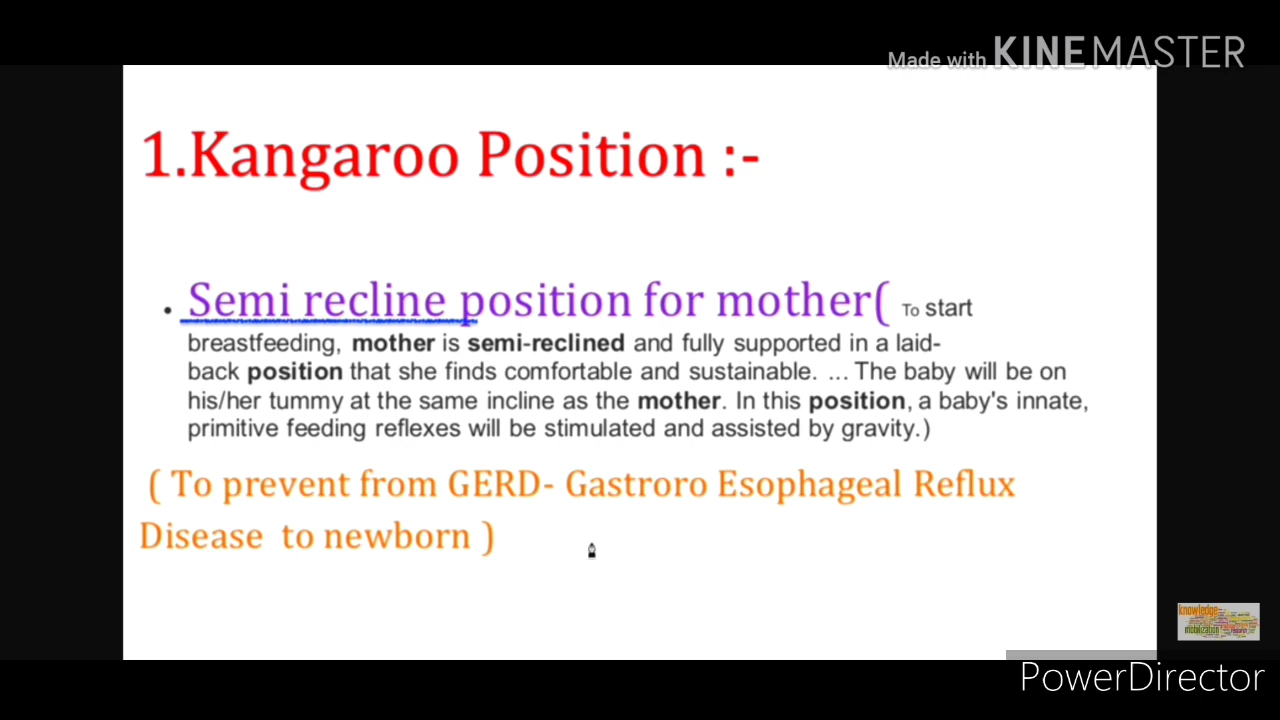 Made with KINEMASTER
1.Kangaroo Position :-
• Semi recline position for mother( To start
breastfeeding, mother is semi-reclined and fully supported in a laid-
back position that she finds comfortable and sustainable. ... The baby will be on
his/her tummy at the same incline as the mother. In this position, a baby's innate,
primitive feeding reflexes will be stimulated and assisted by gravity.)
( To prevent from GERD- Gastroro Esophageal Reflux
Disease to newborn )
knowledge
mobilization
PowerDirector